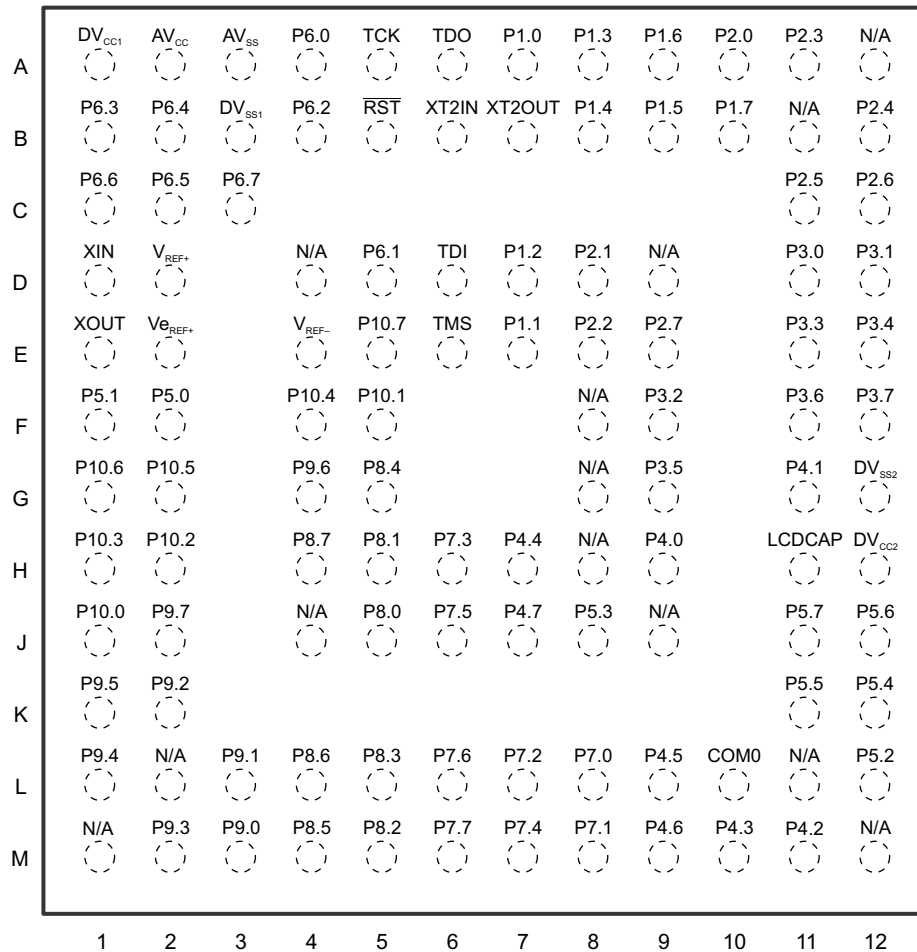 DVCC1 AVCC AVSS P6.0 TCK TDO P1.0 P1.3 P1.6 P2.0 P2.3 N/A
A
P6.3 P6.4 DVSS1 P6.2 RST XT2IN XT2OUT P1.4 P1.5 P1.7 N/A P2.4
B
P6.6 P6.5 P6.7 P2.5 P2.6
C
XIN VREF+ N/A P6.1 TDI P1.2 P2.1 N/A P3.0 P3.1
D
XOUT VeREF+ VREF– P10.7 TMS P1.1 P2.2 P2.7 P3.3 P3.4
E
P5.1 P5.0 P10.4 P10.1 N/A P3.2 P3.6 P3.7
F
P10.6 P10.5 P9.6 P8.4 N/A P3.5 P4.1 DVSS2
G
P10.3 P10.2 P8.7 P8.1 P7.3 P4.4 N/A P4.0 LCDCAP DVCC2
H
P10.0 P9.7 N/A P8.0 P7.5 P4.7 P5.3 N/A P5.7 P5.6
J
P9.5 P9.2 P5.5 P5.4
K
P9.4 N/A P9.1 P8.6 P8.3 P7.6 P7.2 P7.0 P4.5 COM0 N/A P5.2
L
N/A P9.3 P9.0 P8.5 P8.2 P7.7 P7.4 P7.1 P4.6 P4.3 P4.2 N/A
M
1 2 3 4 5 6 7 8 9 10 11 12